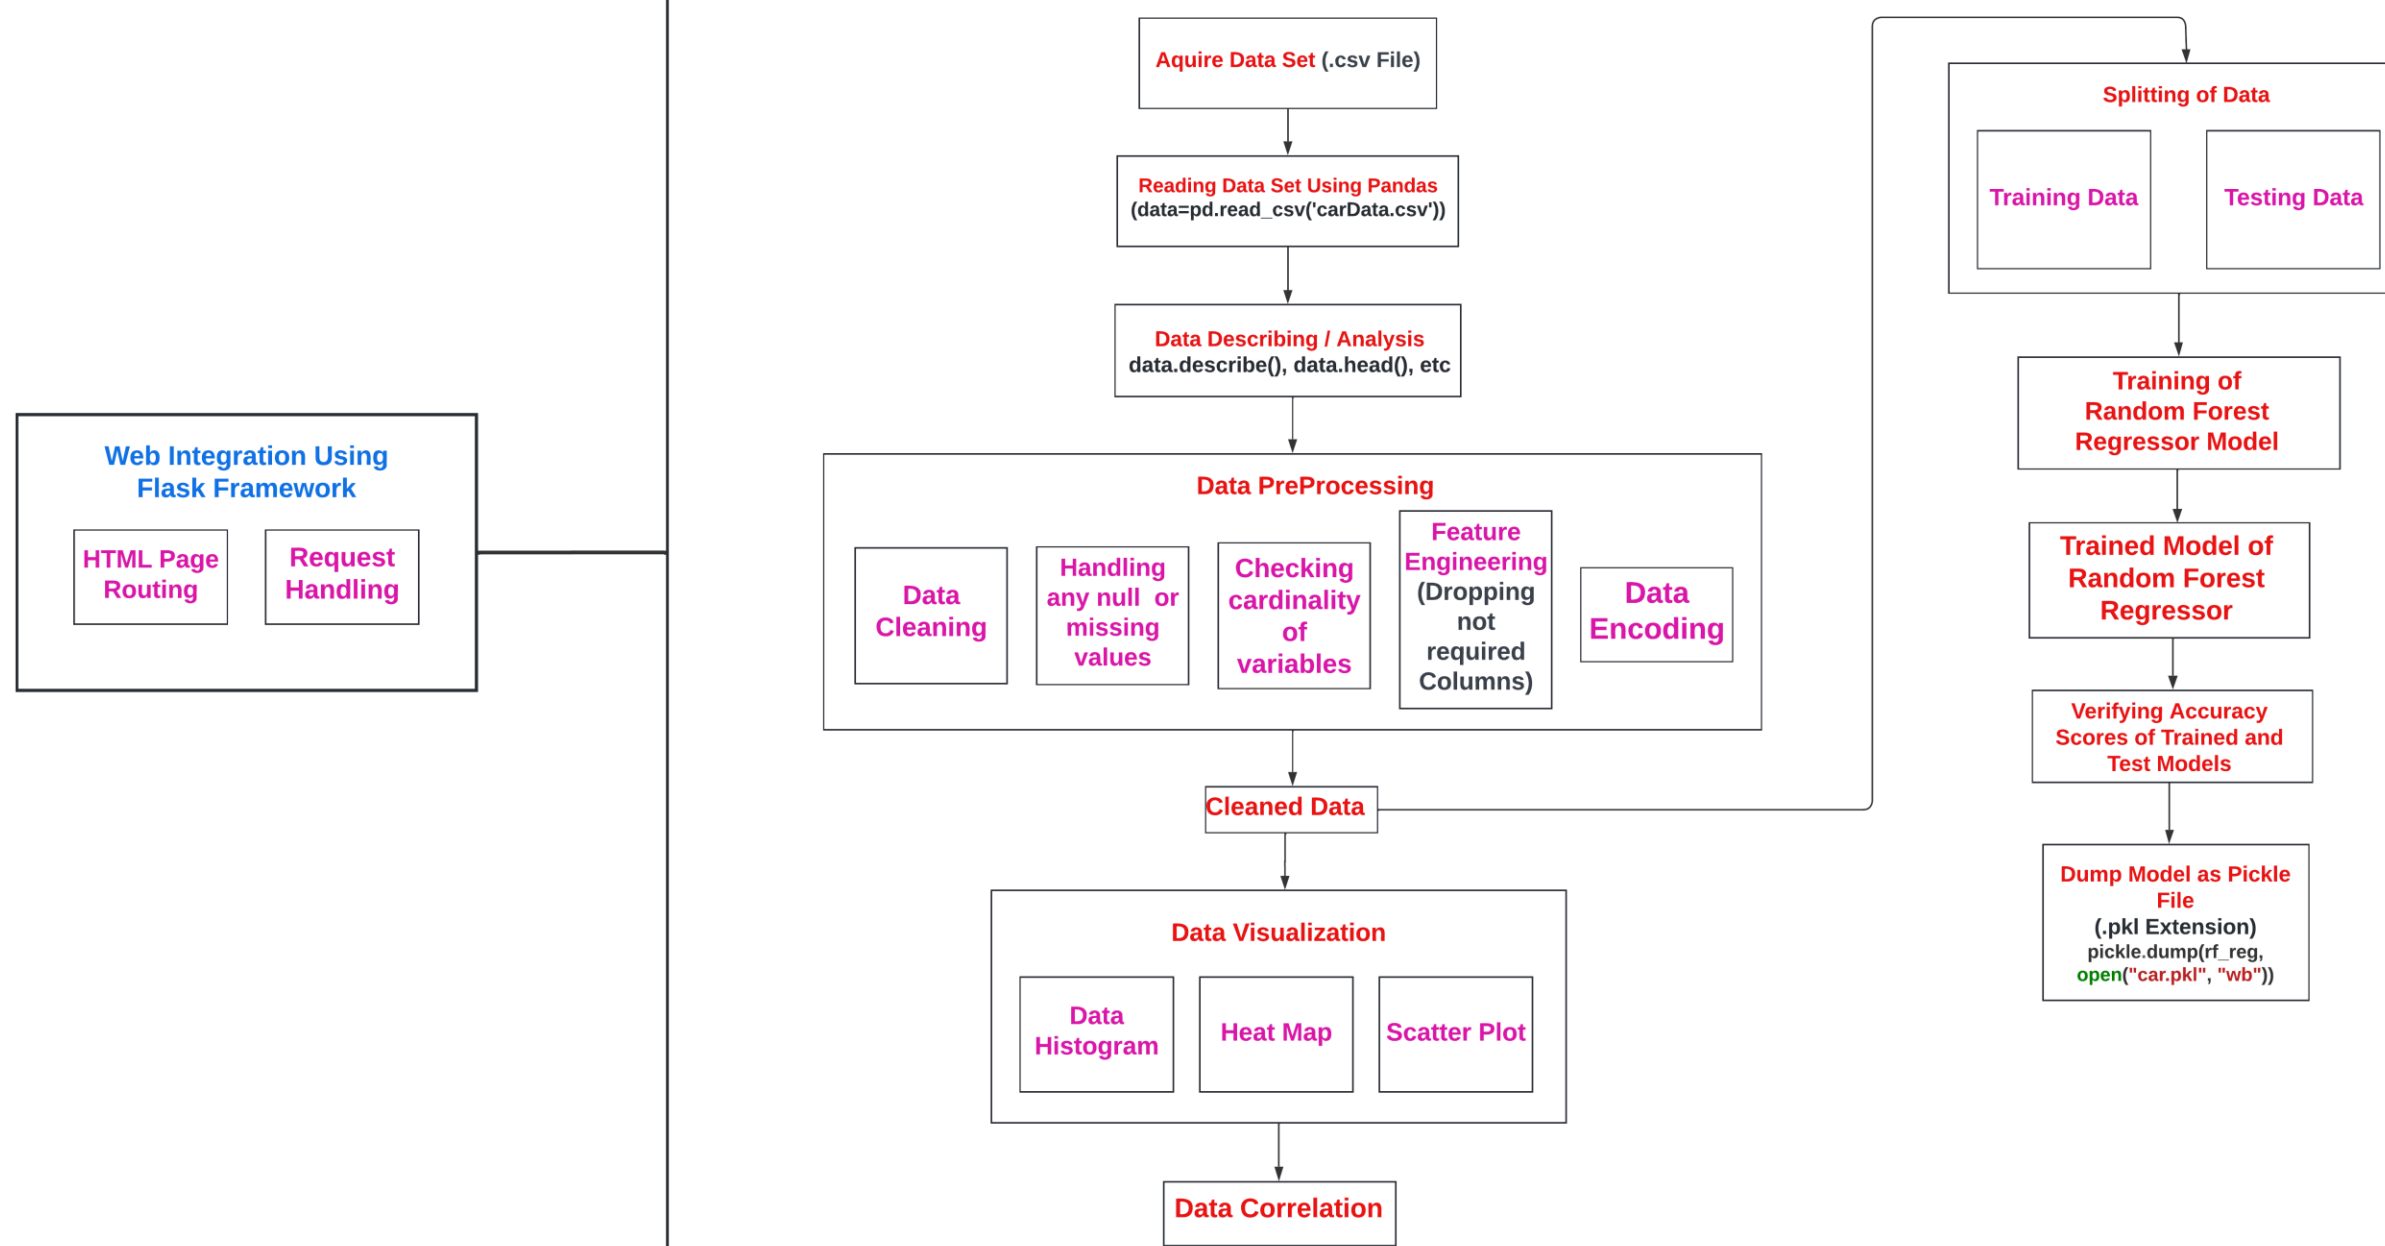 Web Integration Using
Flask Framework
HTML Page
Routing
Request
Handling
Aquire Data Set (.csv File)
Reading Data Set Using Pandas
(data=pd.read_csv('carData.csv'))
Data Describing / Analysis
data.describe(), data.head(), etc
Data PreProcessing
Data
Cleaning
Handling
any null or
missing
values
Checking
cardinality
of
variables
Feature
Engineering
(Dropping
not
required
Columns)
Data
Encoding
Cleaned Data
Data Visualization
Data
Histogram
Heat Map
Scatter Plot
Data Correlation
Splitting of Data
Training Data
Testing Data
Training of
Random Forest
Regressor Model
Trained Model of
Random Forest
Regressor
Verifying Accuracy
Scores of Trained and
Test Models
Dump Model as Pickle
File
(.pkl Extension)
pickle.dump(rf_reg,
open("car.pkl", "wb"))